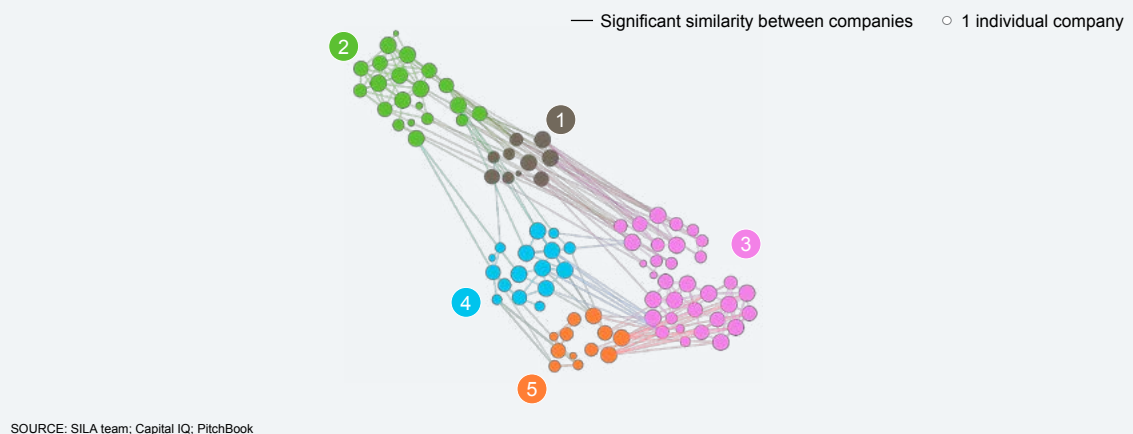 Significant similarity between companies
1 individual company
2
1
3
4
5
SOURCE: SILA team; Capital IQ; PitchBook